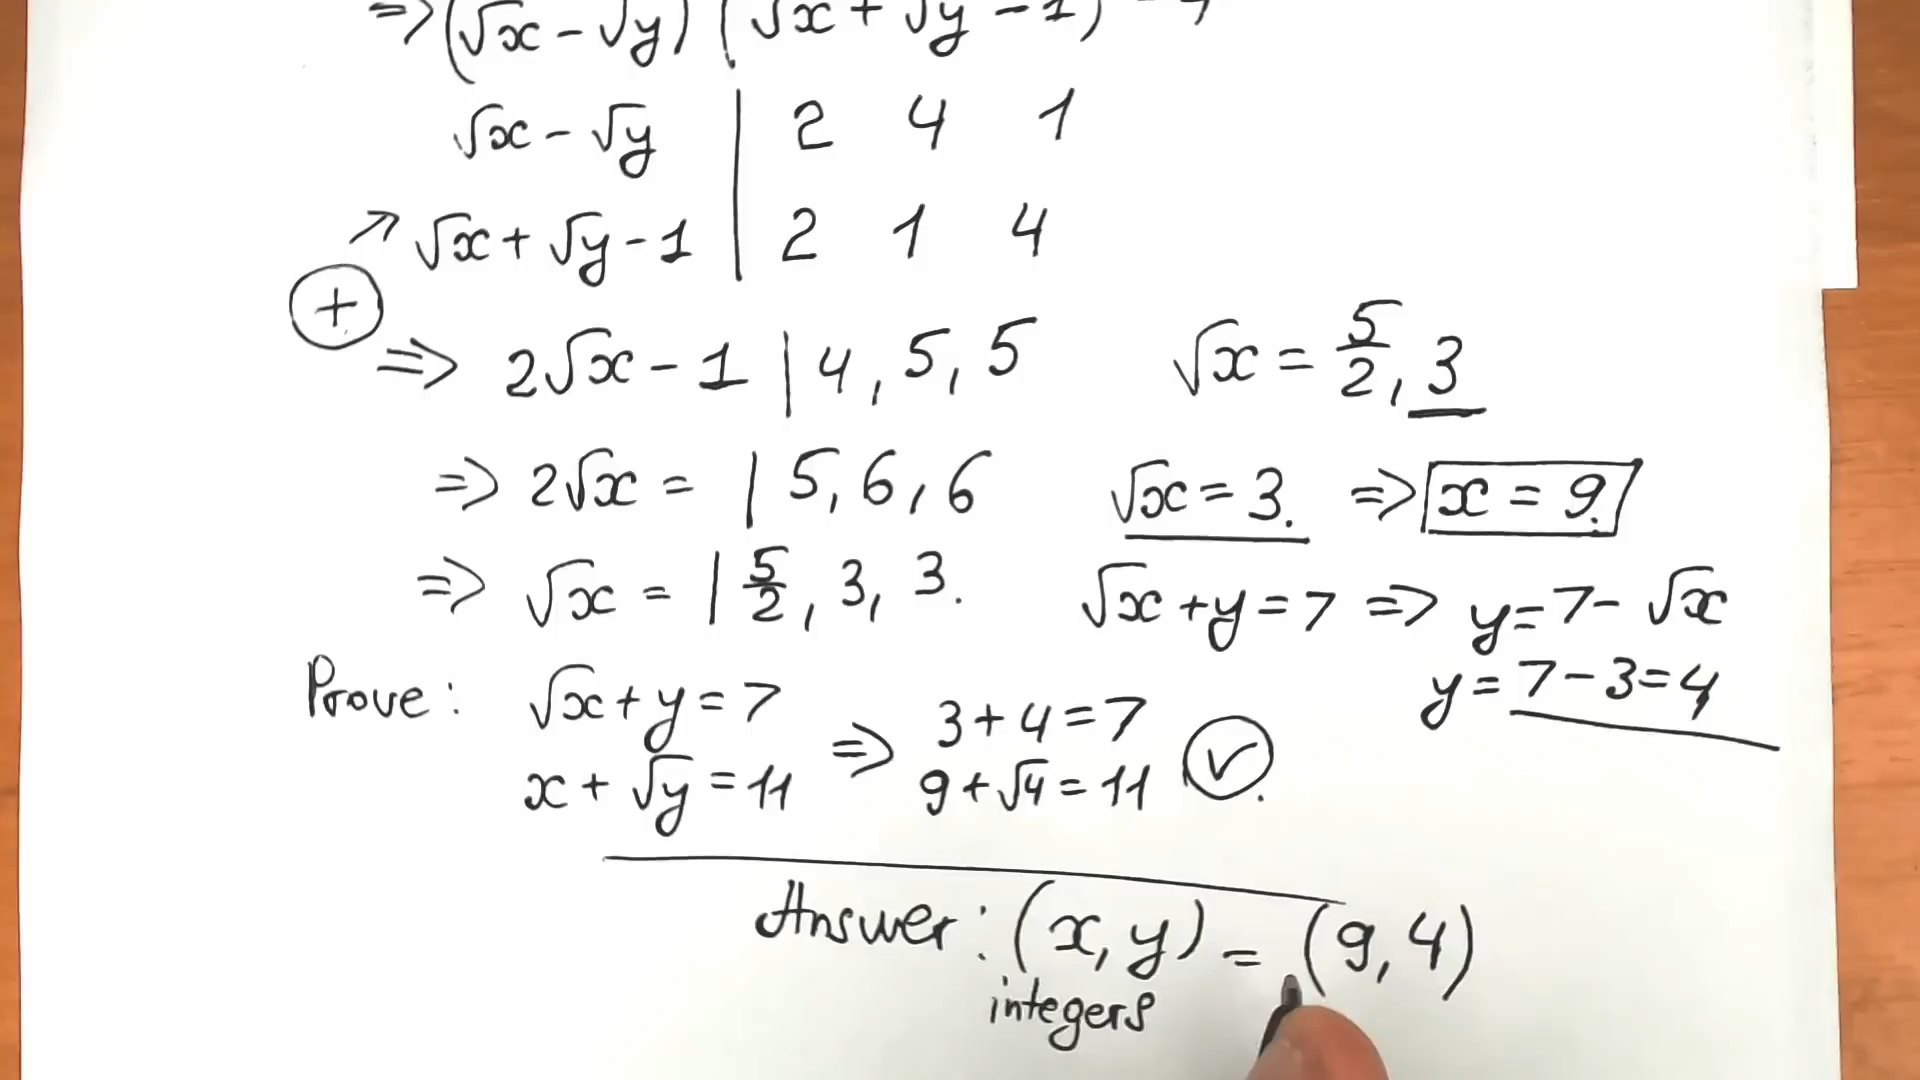 => (√x - √y) (√x + √y - 1)
√x - √y | 2 4 1
↗ √x + √y - 1 | 2 1 4
+
=> 2√x - 1 | 4, 5, 5
√x = 5/2, 3
=> 2√x = | 5, 6, 6
√x = 3. => x = 9.
=> √x = | 5/2, 3, 3.
√x + y = 7 => y = 7 - √x
y = 7 - 3 = 4
Prove: √x + y = 7 => 3 + 4 = 7
x + √y = 11 9 + √4 = 11 ✓.
Answer: (x, y) = (9, 4)
integers